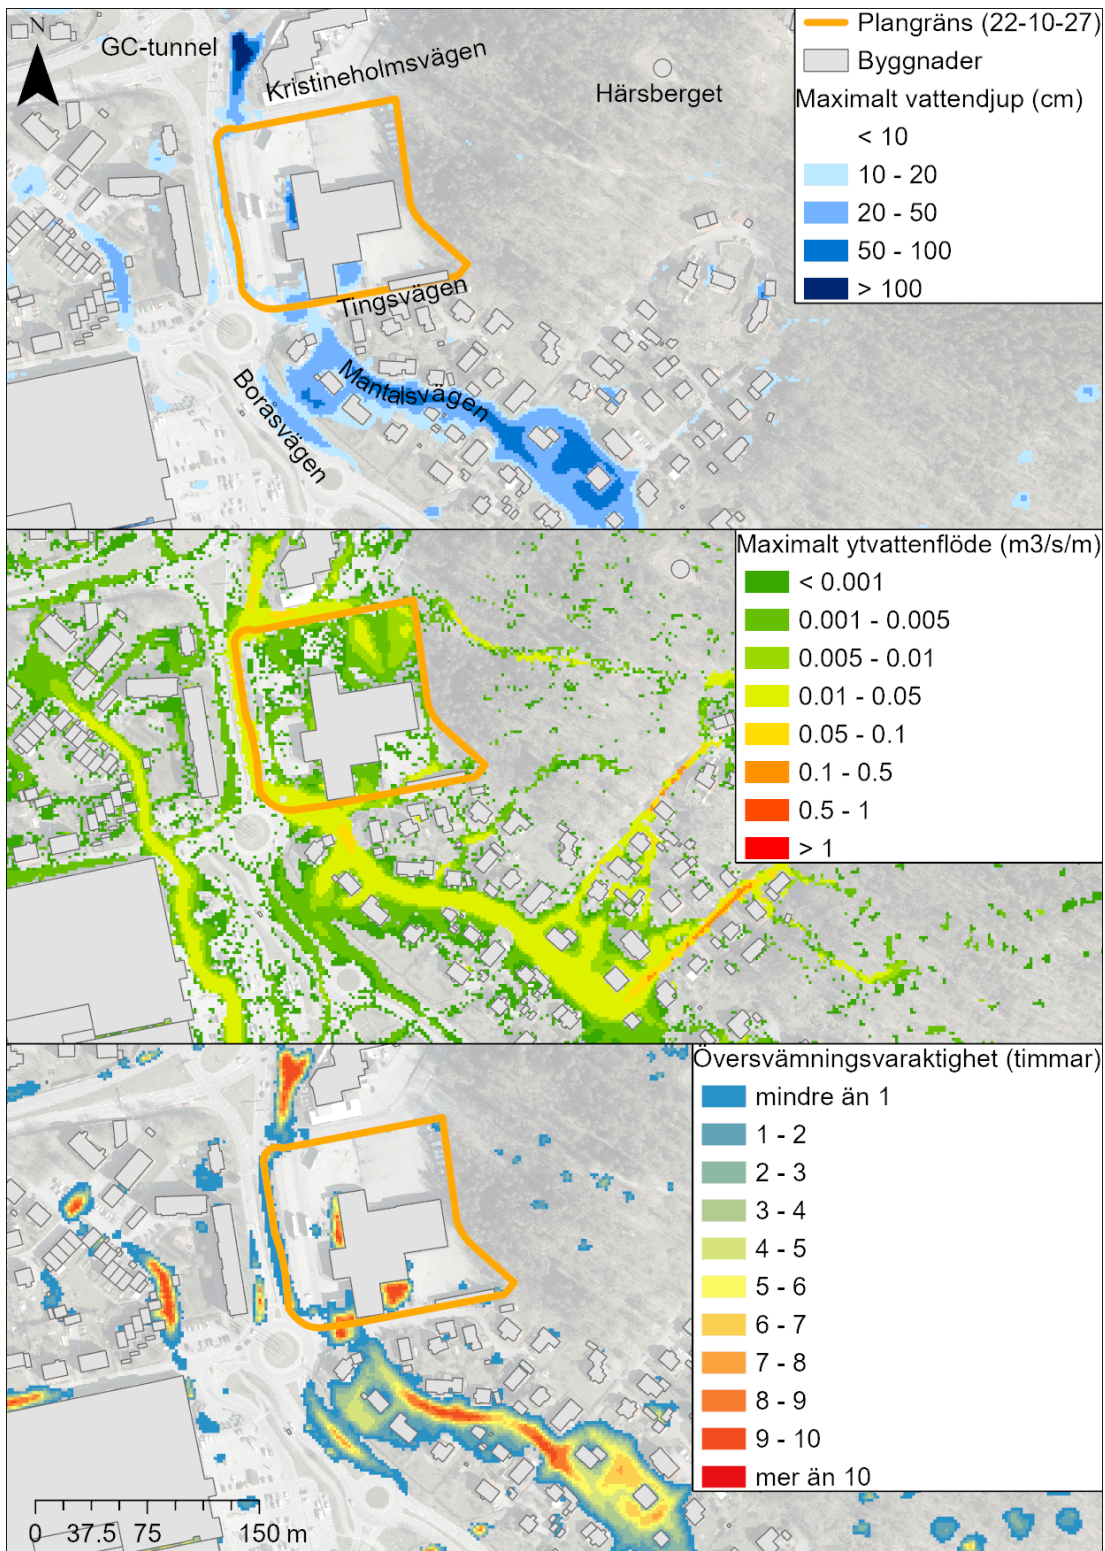 N
GC-tunnel
Kristineholmsvägen
Härsberget
Tingsvägen
Mantalsvägen
Boråsvägen
Plangräns (22-10-27)
Byggnader
Maximalt vattendjup (cm)
< 10
10 - 20
20 - 50
50 - 100
> 100
Maximalt ytvattenflöde (m3/s/m)
< 0.001
0.001 - 0.005
0.005 - 0.01
0.01 - 0.05
0.05 - 0.1
0.1 - 0.5
0.5 - 1
> 1
Översvämningsvaraktighet (timmar)
mindre än 1
1 - 2
2 - 3
3 - 4
4 - 5
5 - 6
6 - 7
7 - 8
8 - 9
9 - 10
mer än 10
0 37.5 75 150 m